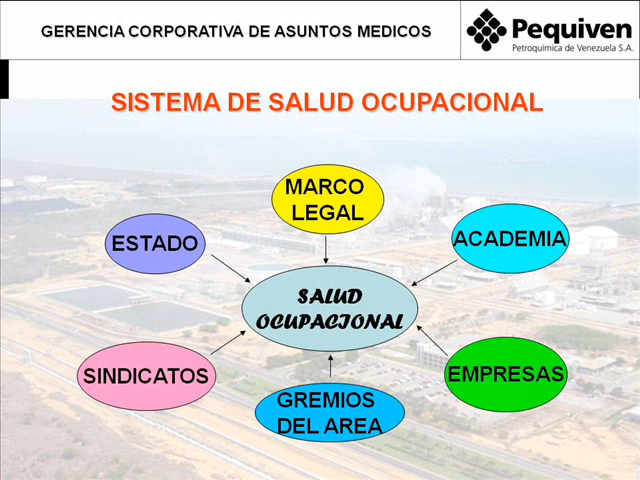 GERENCIA CORPORATIVA DE ASUNTOS MEDICOS
Pequiven
Petroquímica de Venezuela S.A.
SISTEMA DE SALUD OCUPACIONAL
MARCO
LEGAL
ESTADO
ACADEMIA
SALUD
OCUPACIONAL
SINDICATOS
EMPRESAS
GREMIOS
DEL AREA